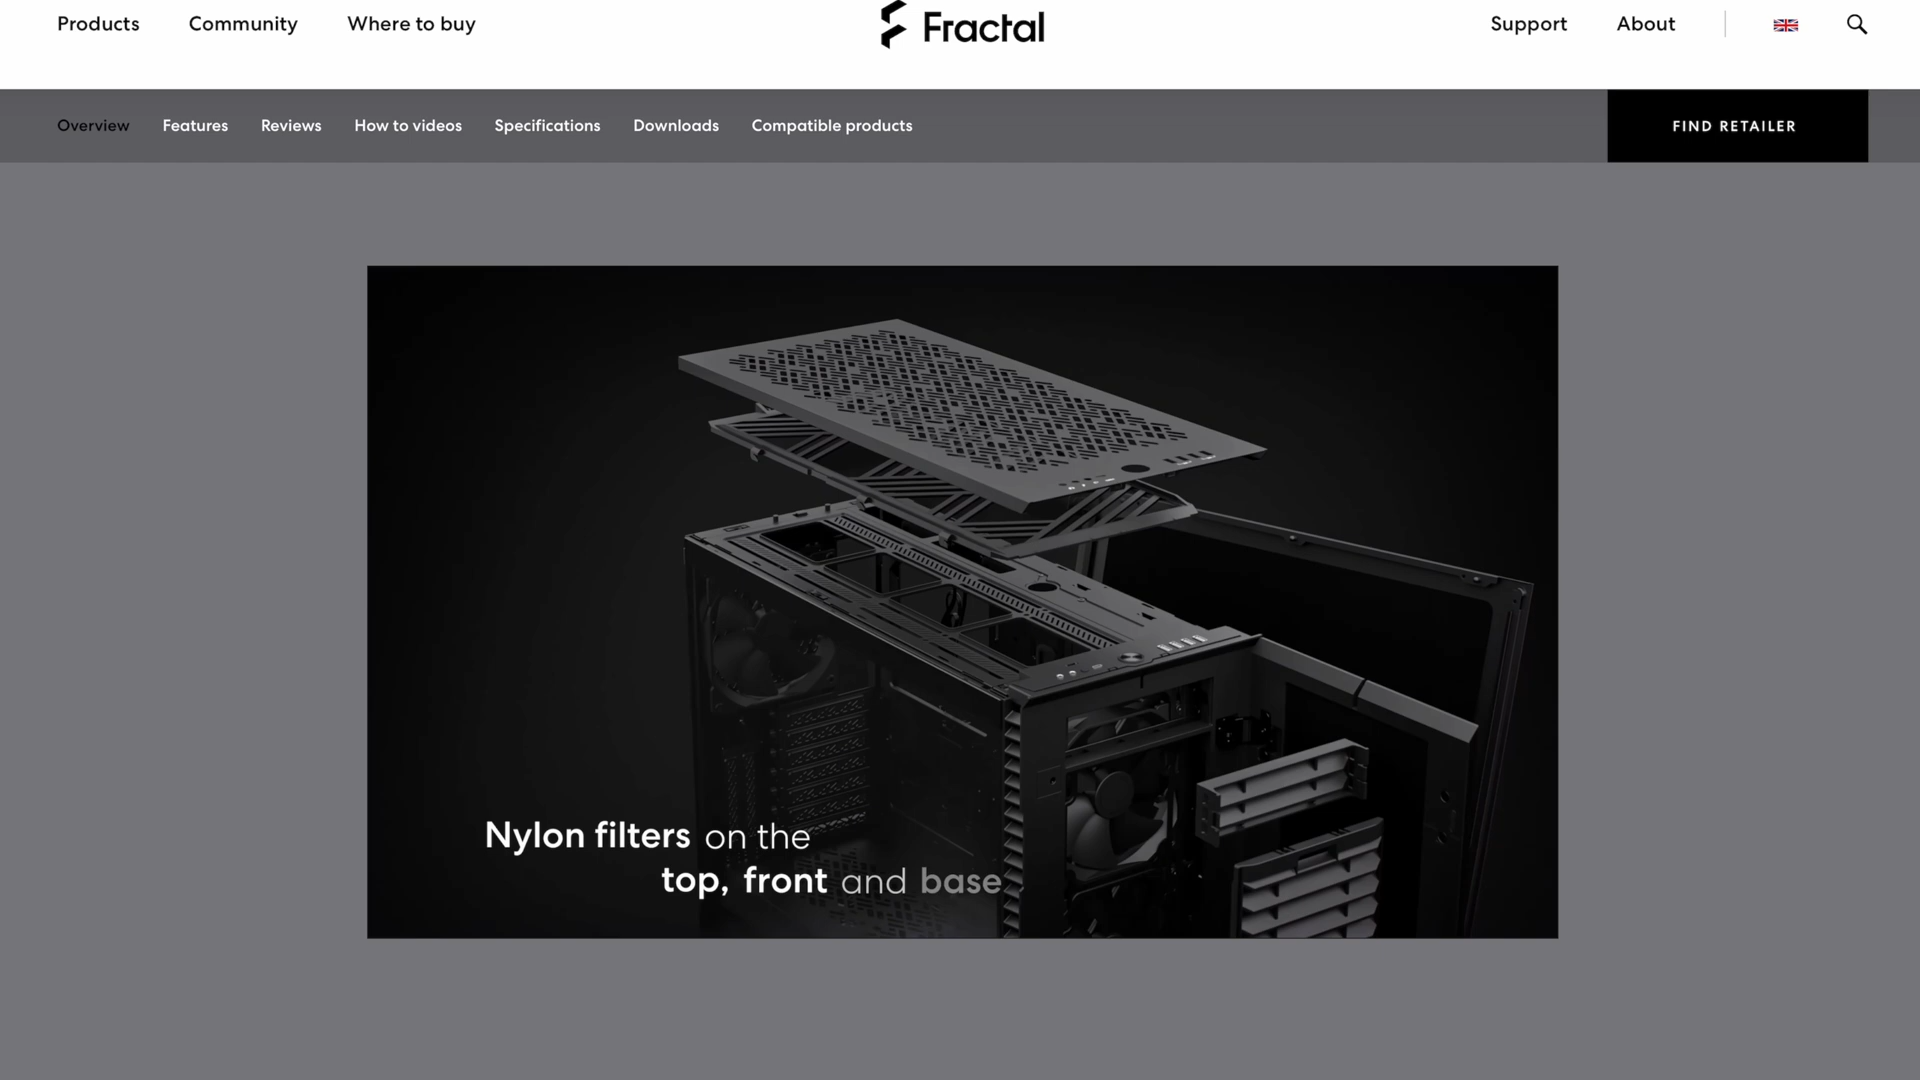 Products Community Where to buy Fractal Support About
Overview Features Reviews How to videos Specifications Downloads Compatible products FIND RETAILER
Nylon filters on the
top, front and base